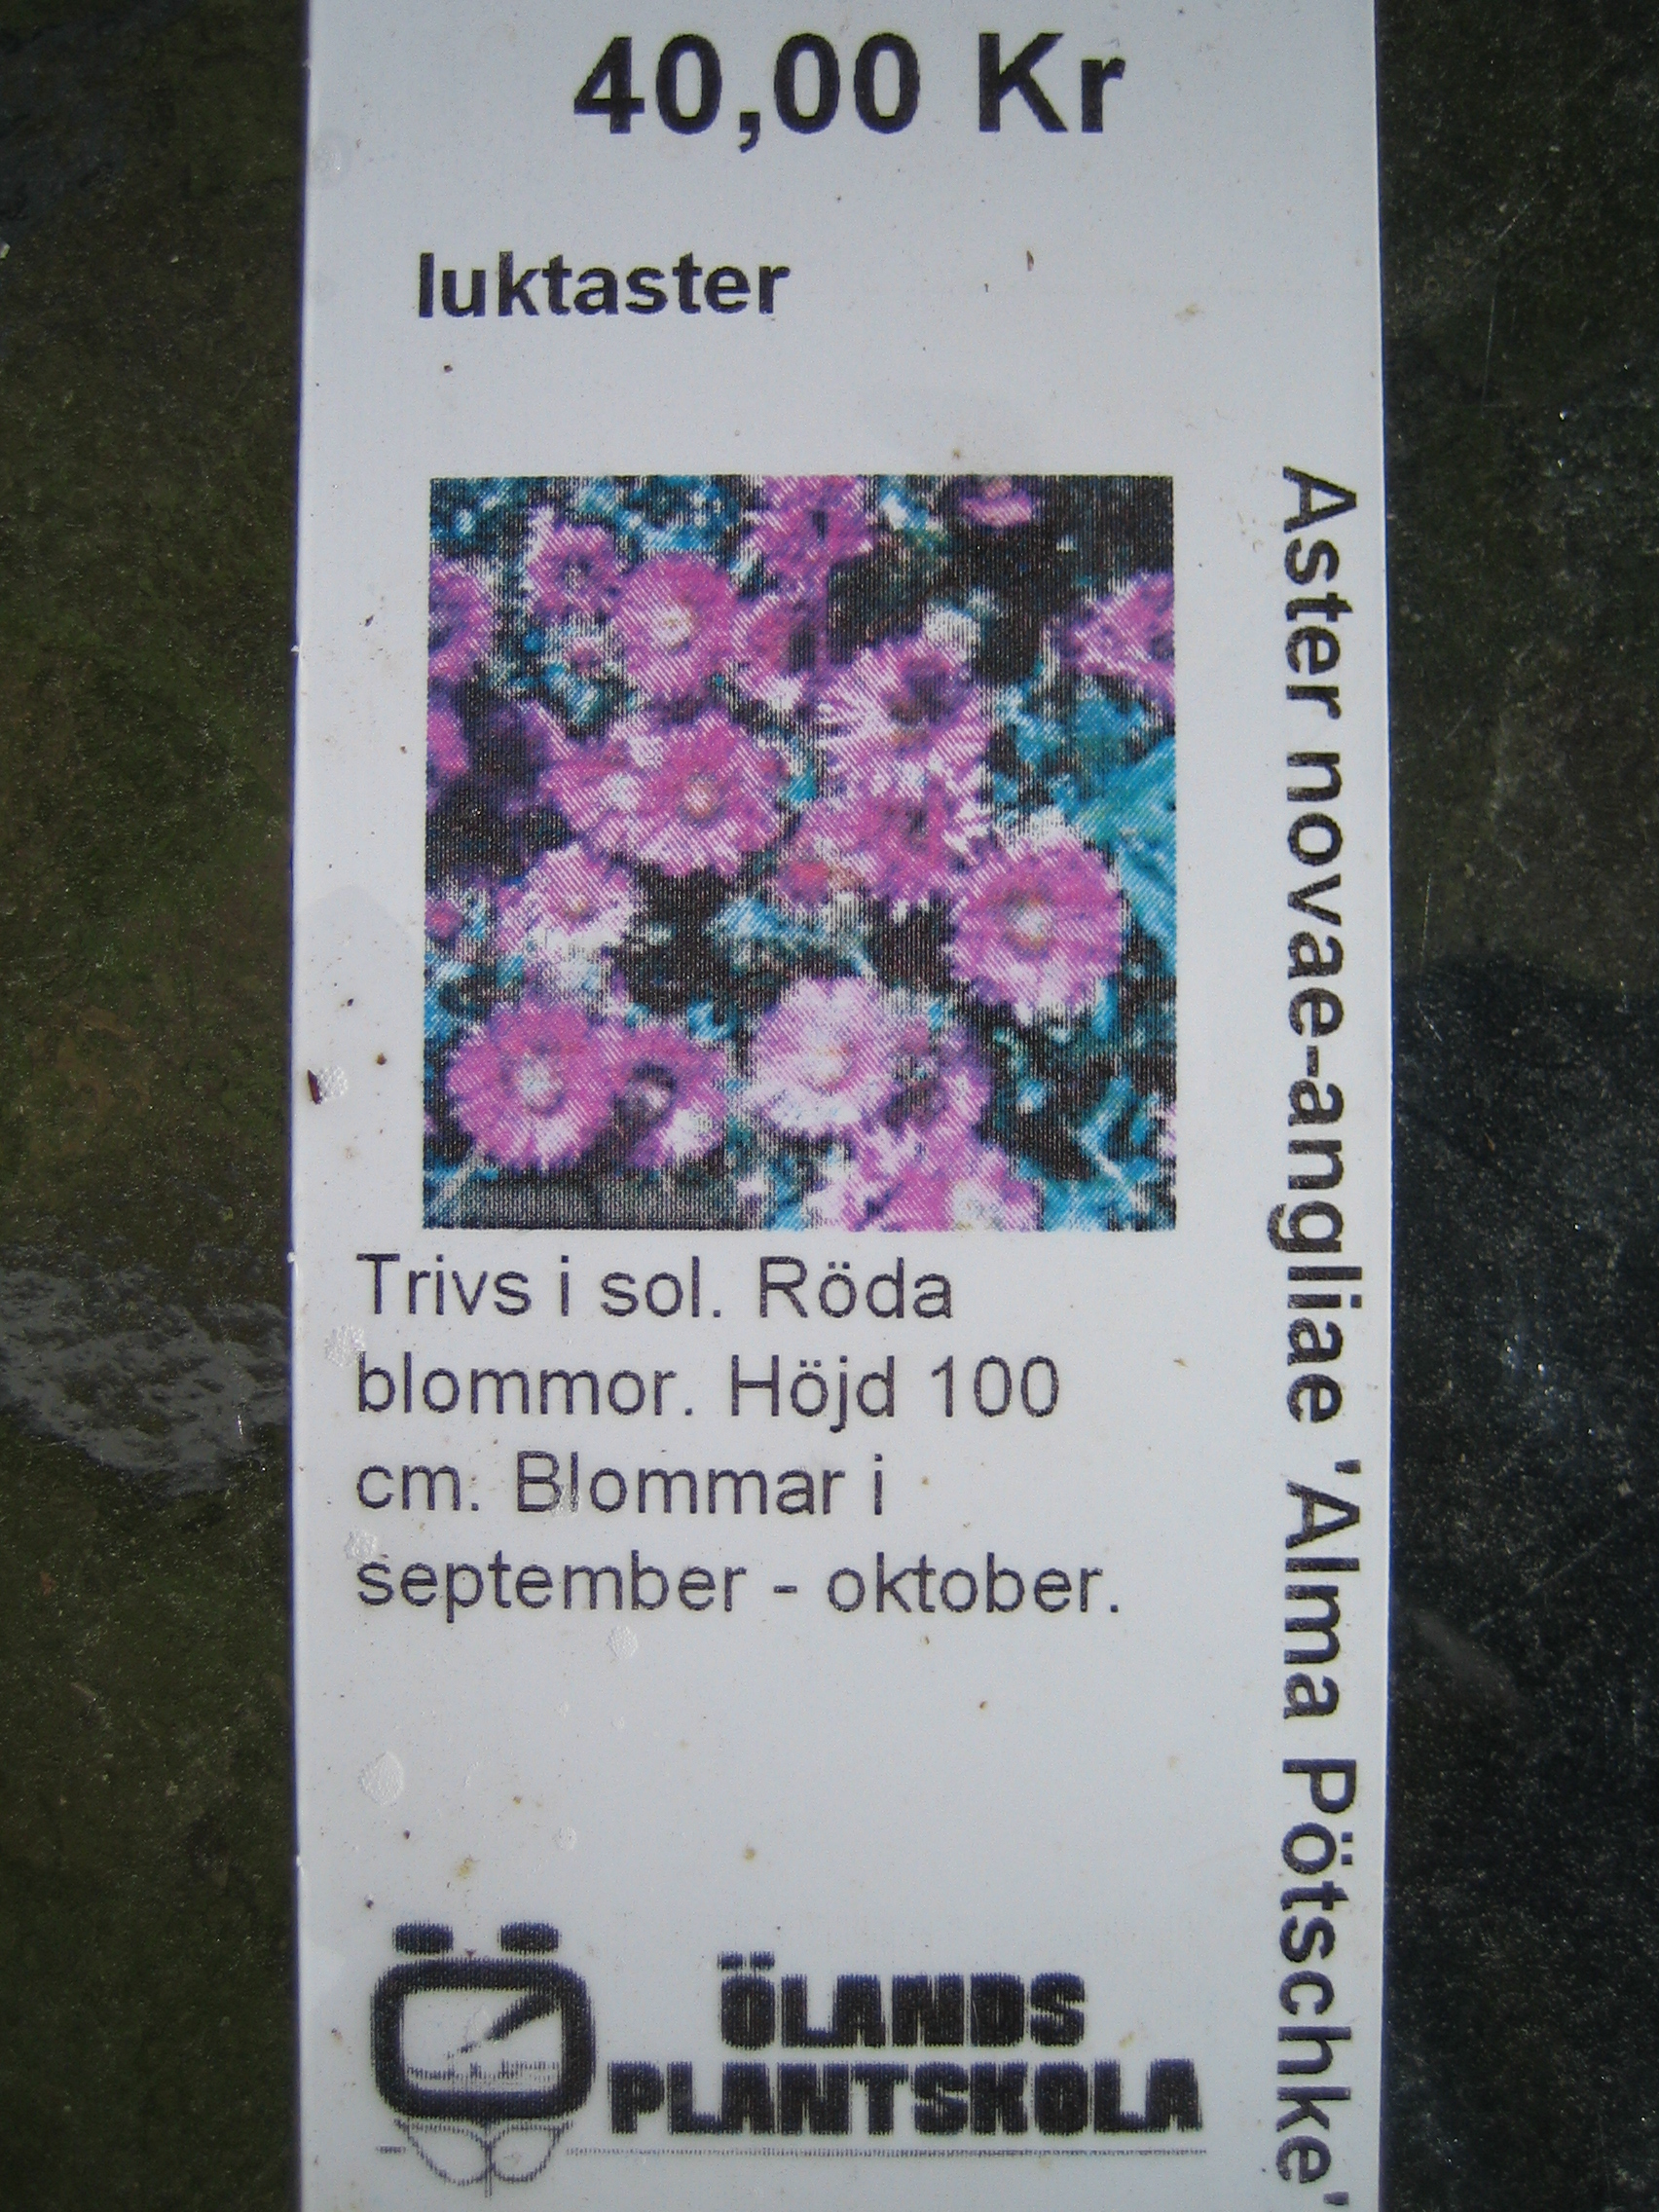 40,00 Kr
luktaster
Aster novae-angliae 'Alma Pötschke'
Trivs i sol. Röda
blommor. Höjd 100
cm. Blommar i
september - oktober.
ÖLANDS
PLANTSKOLA